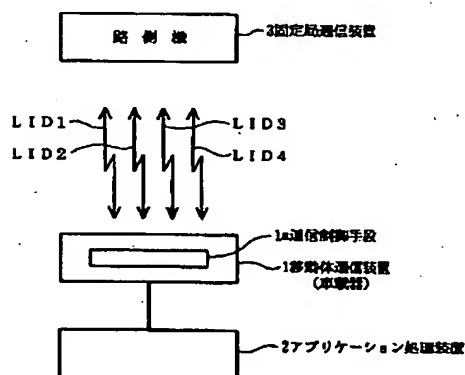 路側機
3固定局通信装置
LID1
LID3
LID2
LID4
1a通信制御手段
1移動体通信装置
(車載器)
2アプリケーション処理装置